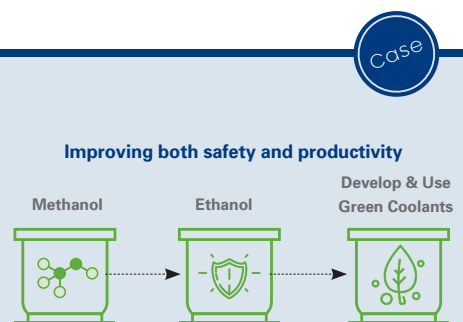 Case
Improving both safety and productivity
Methanol
Ethanol
Develop & Use
Green Coolants